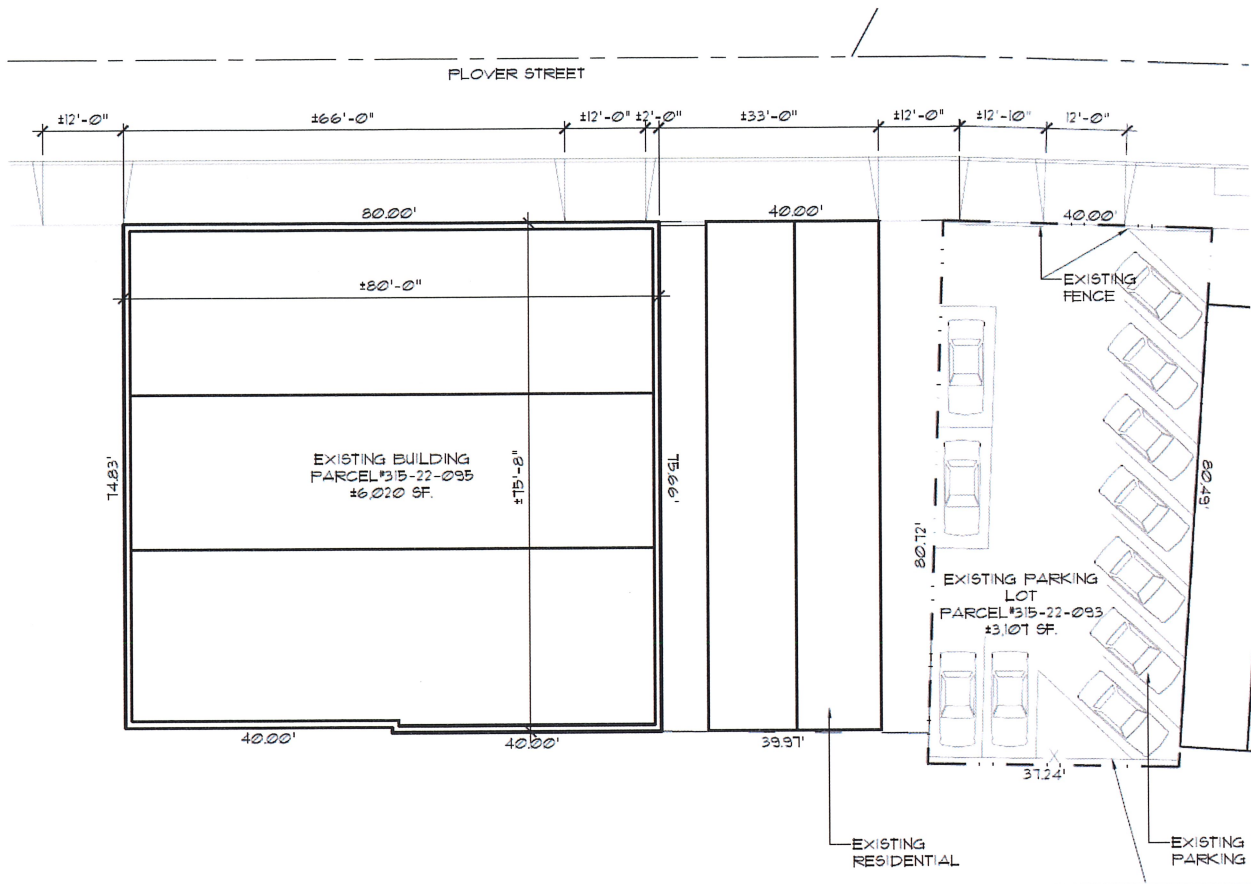 PLOVER STREET
±12'-0"
±66'-0"
±12'-0"
±2'-0"
±33'-0"
±12'-0"
±12'-10"
12'-0"
80.00'
40.00'
40.00'
±80'-0"
EXISTING
FENCE
74.83'
EXISTING BUILDING
PARCEL#315-22-095
±6,020 SF.
±75'-8"
75.66'
80.72'
80.49'
EXISTING PARKING
LOT
PARCEL#315-22-093
±3,107 SF.
40.00'
40.00'
39.97'
37.24'
EXISTING
RESIDENTIAL
EXISTING
PARKING